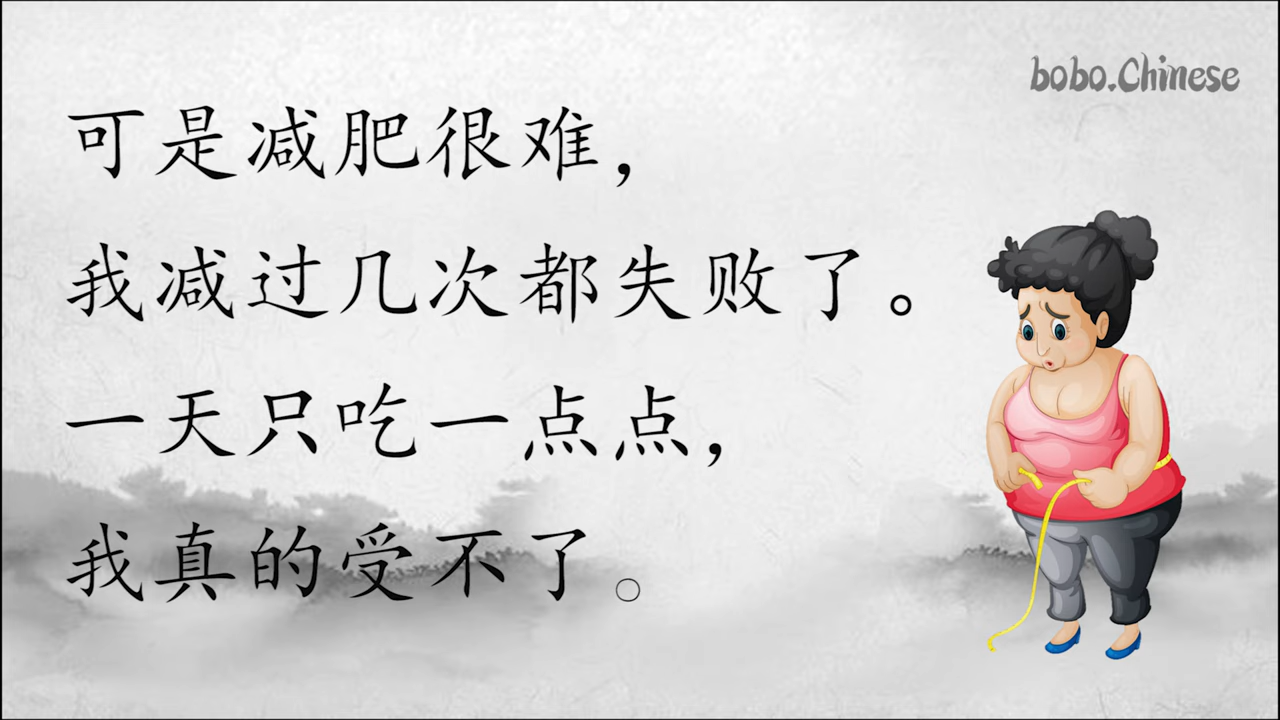 bobo.Chinese
可是减肥很难，
我减过几次都失败了。
一天只吃一点点，
我真的受不了。